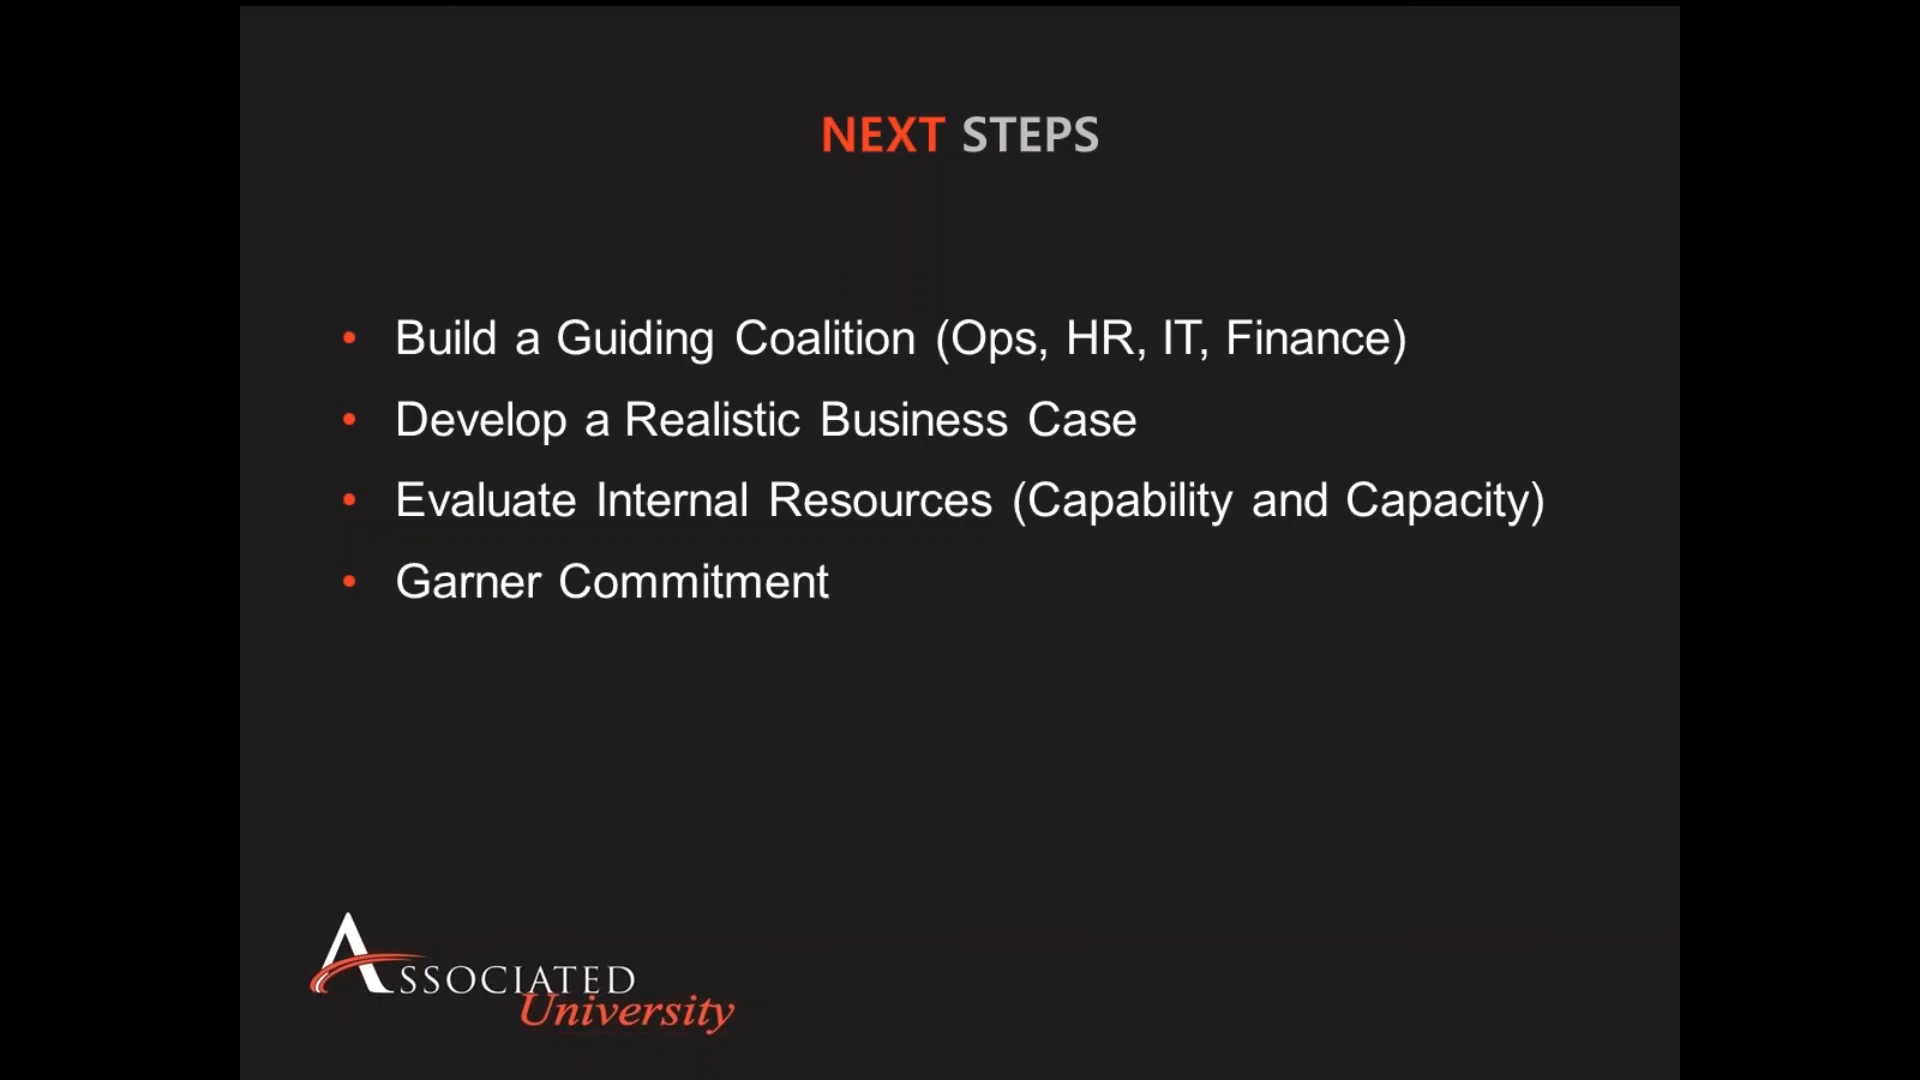 NEXT STEPS
• Build a Guiding Coalition (Ops, HR, IT, Finance)
• Develop a Realistic Business Case
• Evaluate Internal Resources (Capability and Capacity)
• Garner Commitment
ASSOCIATED
University